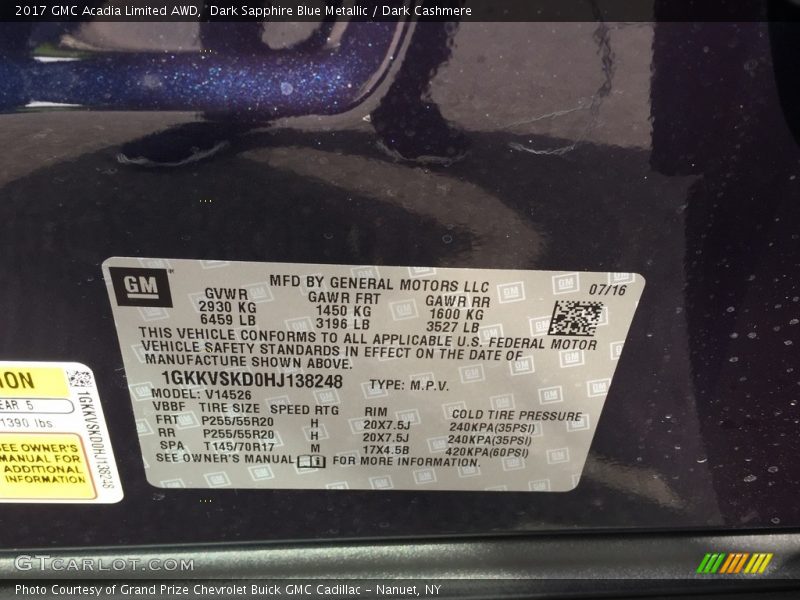 2017 GMC Acadia Limited AWD, Dark Sapphire Blue Metallic / Dark Cashmere
GM
MFD BY GENERAL MOTORS LLC
07/16
GVWR GAWR FRT GAWR RR
2930 KG 1450 KG 1600 KG
6459 LB 3196 LB 3527 LB
THIS VEHICLE CONFORMS TO ALL APPLICABLE U.S. FEDERAL MOTOR
VEHICLE SAFETY STANDARDS IN EFFECT ON THE DATE OF
MANUFACTURE SHOWN ABOVE.
1GKKVSKD0HJ138248 TYPE: M.P.V.
MODEL: V14526
VBBF TIRE SIZE SPEED RTG RIM COLD TIRE PRESSURE
FRT P255/55R20 H 20X7.5J 240KPA(35PSI)
RR P255/55R20 H 20X7.5J 240KPA(35PSI)
SPA T145/70R17 M 17X4.5B 420KPA(60PSI)
SEE OWNER'S MANUAL FOR MORE INFORMATION.
ION
EAR 5
1390 lbs
SEE OWNER'S
MANUAL FOR
ADDITIONAL
INFORMATION
1GKKVSKD0HJ138248
GTCARLOT.COM
Photo Courtesy of Grand Prize Chevrolet Buick GMC Cadillac - Nanuet, NY